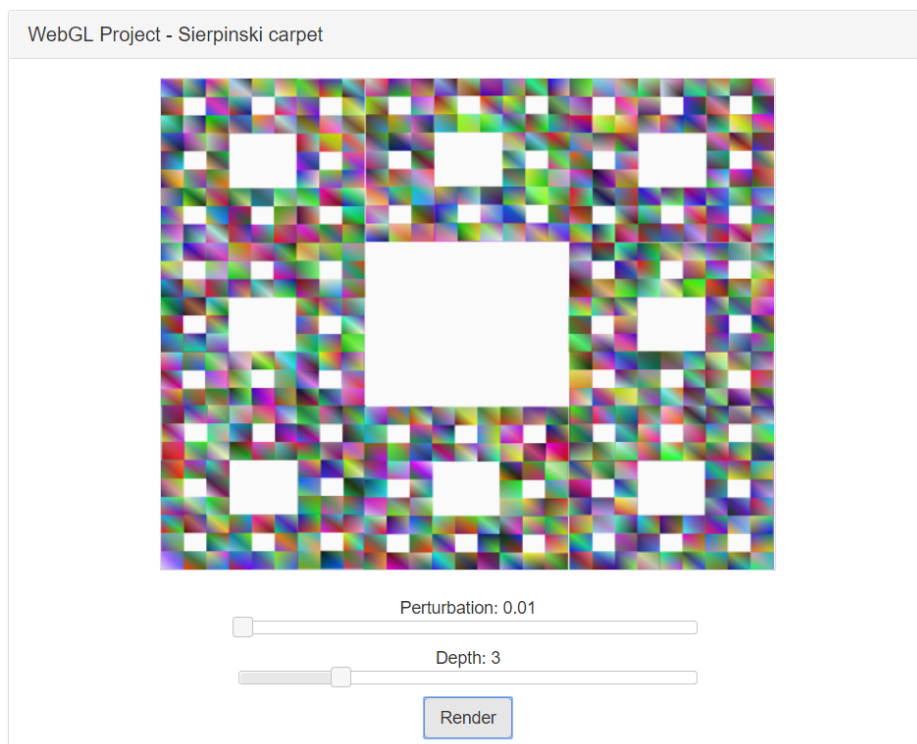 WebGL Project - Sierpinski carpet
Perturbation: 0.01
Depth: 3
Render